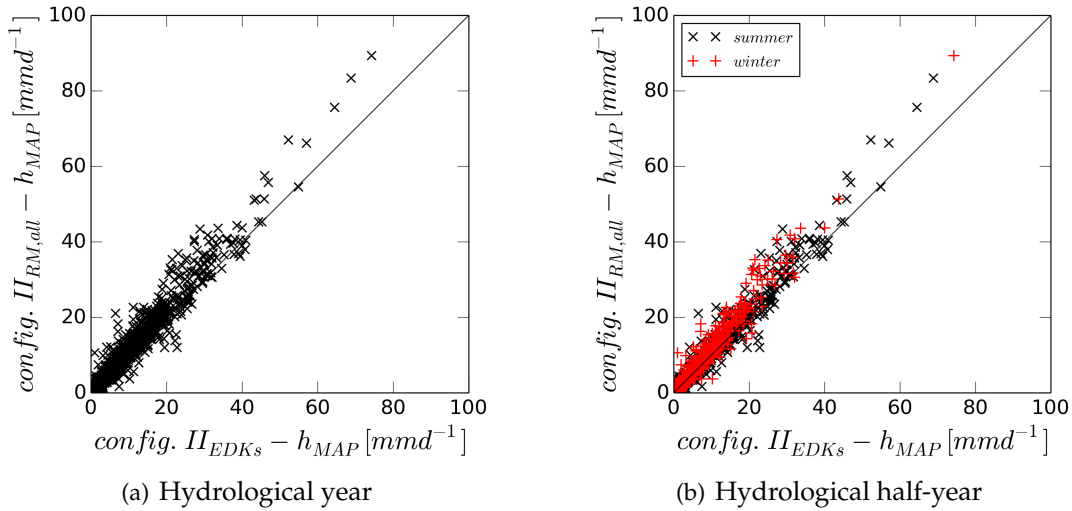 100
80
60
40
20
0
config. II_{RM,all} − h_{MAP} [mmd^{−1}]
0 20 40 60 80 100
config. II_{EDKs} − h_{MAP} [mmd^{−1}]
(a) Hydrological year
100
80
60
40
20
0
config. II_{RM,all} − h_{MAP} [mmd^{−1}]
summer
winter
0 20 40 60 80 100
config. II_{EDKs} − h_{MAP} [mmd^{−1}]
(b) Hydrological half-year